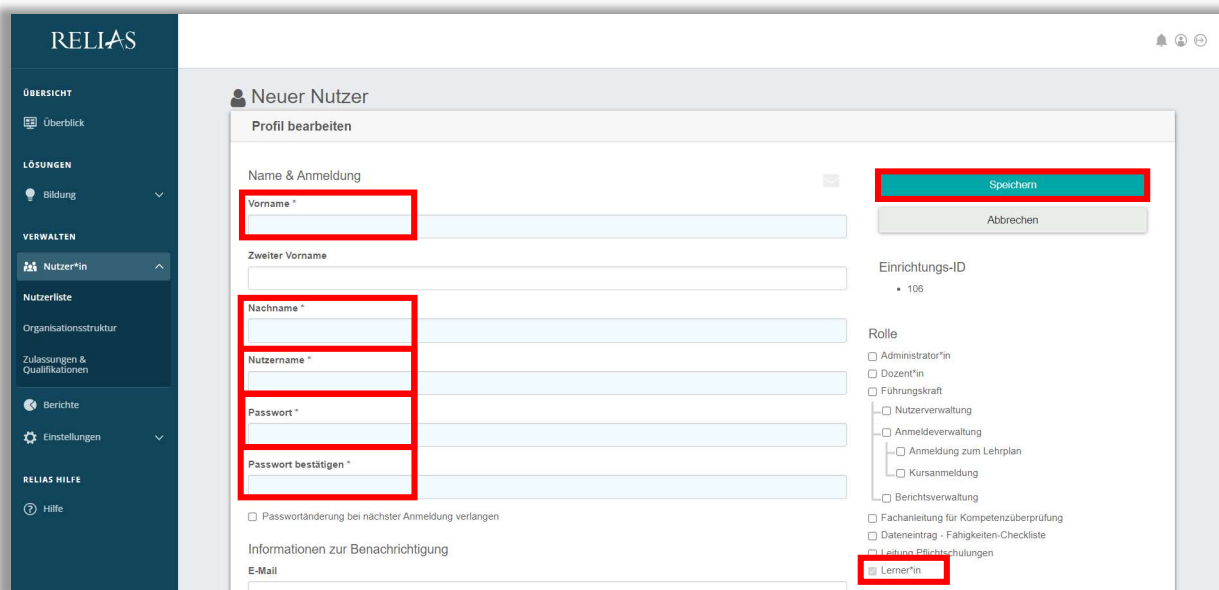 RELIAS
ÜBERSICHT
Überblick
LÖSUNGEN
Bildung
VERWALTEN
Nutzer*in
Nutzerliste
Organisationsstruktur
Zulassungen &
Qualifikationen
Berichte
Einstellungen
RELIAS HILFE
Hilfe
Neuer Nutzer
Profil bearbeiten
Name & Anmeldung
Vorname *
Zweiter Vorname
Nachname *
Nutzername *
Passwort *
Passwort bestätigen *
Passwortänderung bei nächster Anmeldung verlangen
Informationen zur Benachrichtigung
E-Mail
Speichern
Abbrechen
Einrichtungs-ID
• 106
Rolle
Administrator*in
Dozent*in
Führungskraft
Nutzerverwaltung
Anmeldeverwaltung
Anmeldung zum Lehrplan
Kursanmeldung
Berichtsverwaltung
Fachanleitung für Kompetenzüberprüfung
Dateneintrag - Fähigkeiten-Checkliste
Leitung Pflichtschulungen
Lerner*in